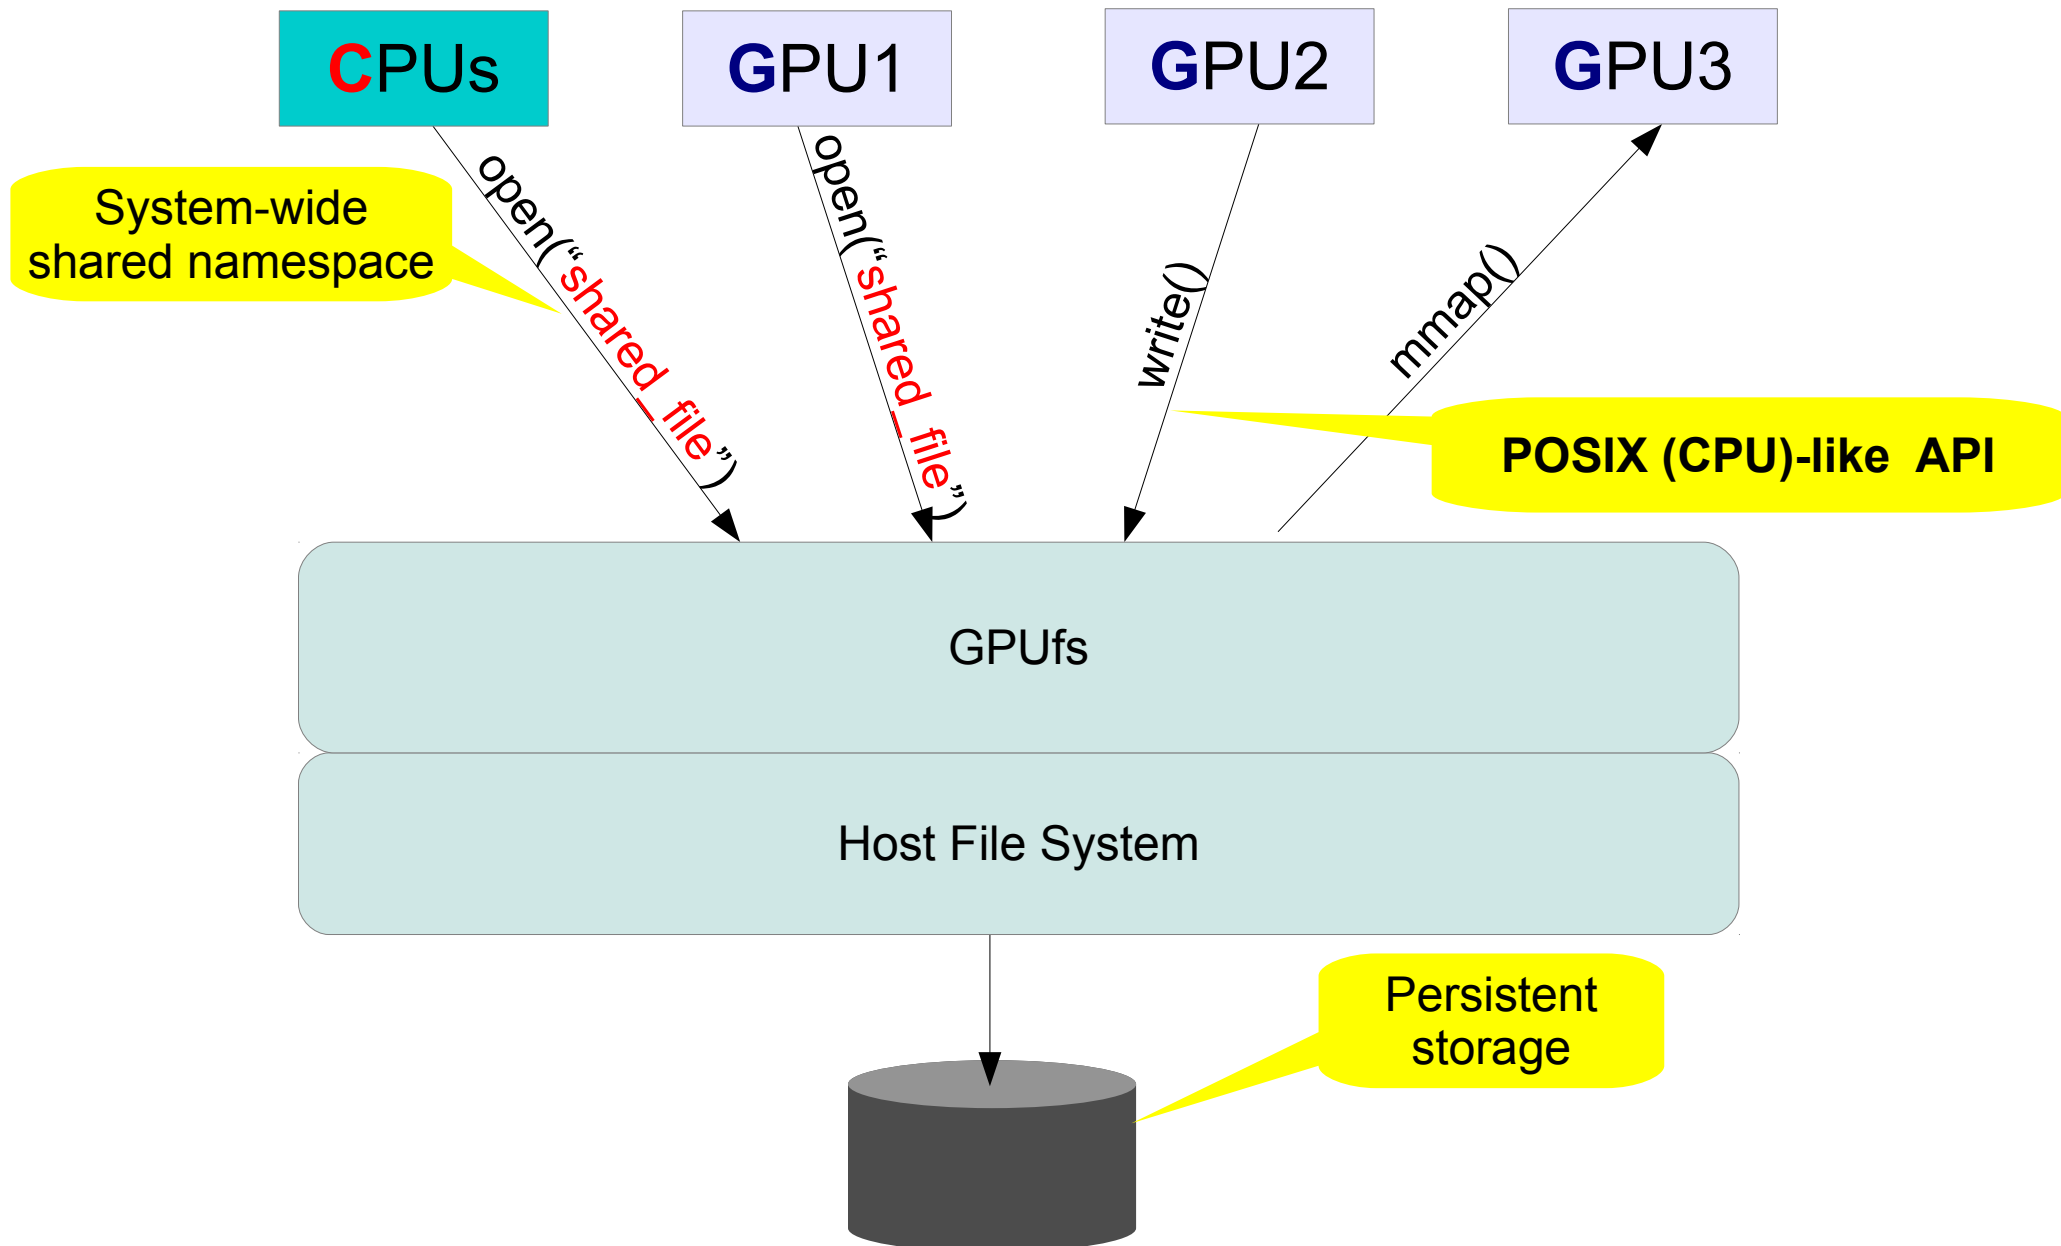 CPUs
GPU1
GPU2
GPU3
System-wide
shared namespace
open(“shared_file”)
open(“shared_file”)
write()
mmap()
POSIX (CPU)-like API
GPUfs
Host File System
Persistent
storage